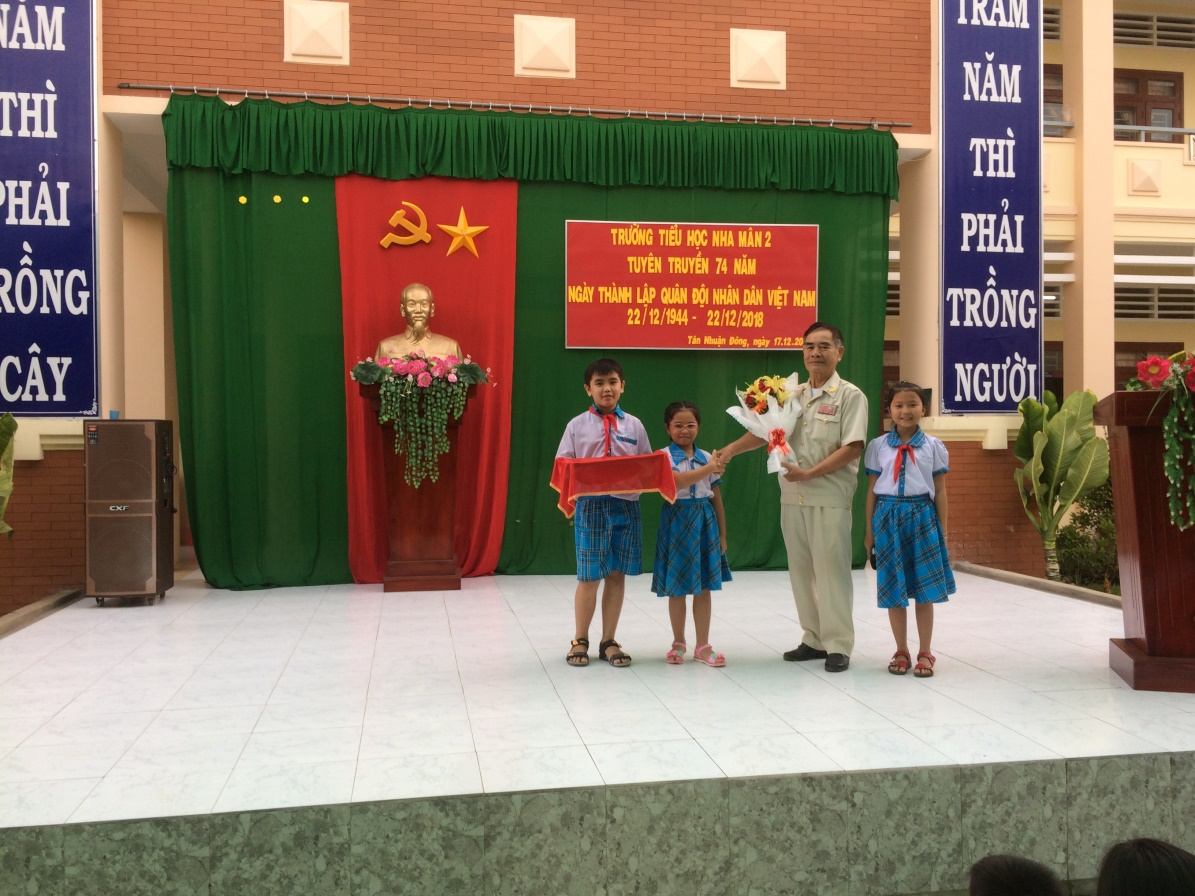 NĂM
THÌ
PHẢI
TRỒNG
CÂY
TRƯỜNG TIỂU HỌC NHA MÂN 2
TUYÊN TRUYỀN 74 NĂM
NGÀY THÀNH LẬP QUÂN ĐỘI NHÂN DÂN VIỆT NAM
22/12/1944 - 22/12/2018
Tân Nhuận Đông, ngày 17.12.20
TRĂM
NĂM
THÌ
PHẢI
TRỒNG
NGƯỜI
CXF